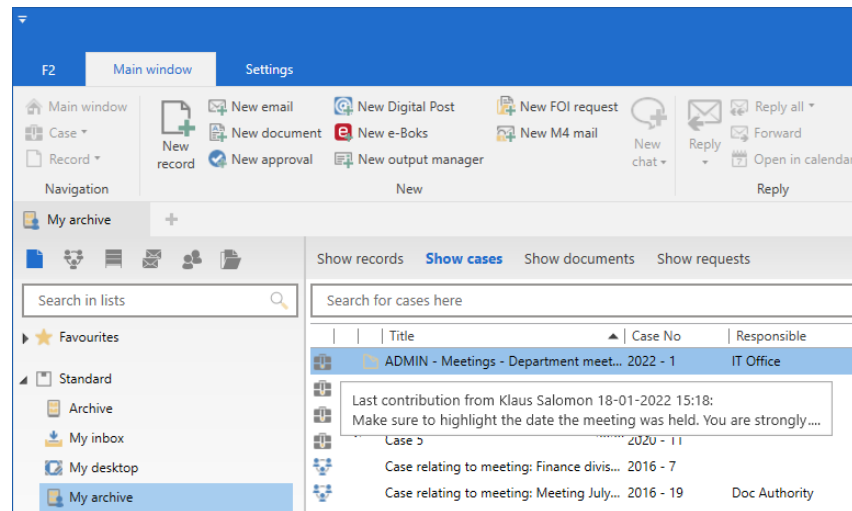 F2 Main window Settings
Main window
Case
Record
Navigation
New record
New email
New document
New approval
New Digital Post
New e-Boks
New output manager
New FOI request
New M4 mail
New
New chat
Reply
Reply all
Forward
Open in calendar
Reply
My archive +
Show records Show cases Show documents Show requests
Search in lists
Search for cases here
Favourites
Standard
Archive
My inbox
My desktop
My archive
Title Case No Responsible
ADMIN - Meetings - Department meet... 2022 - 1 IT Office
Last contribution from Klaus Salomon 18-01-2022 15:18:
Make sure to highlight the date the meeting was held. You are strongly....
Case 5 2020 - 11
Case relating to meeting: Finance divis... 2016 - 7
Case relating to meeting: Meeting July... 2016 - 19 Doc Authority